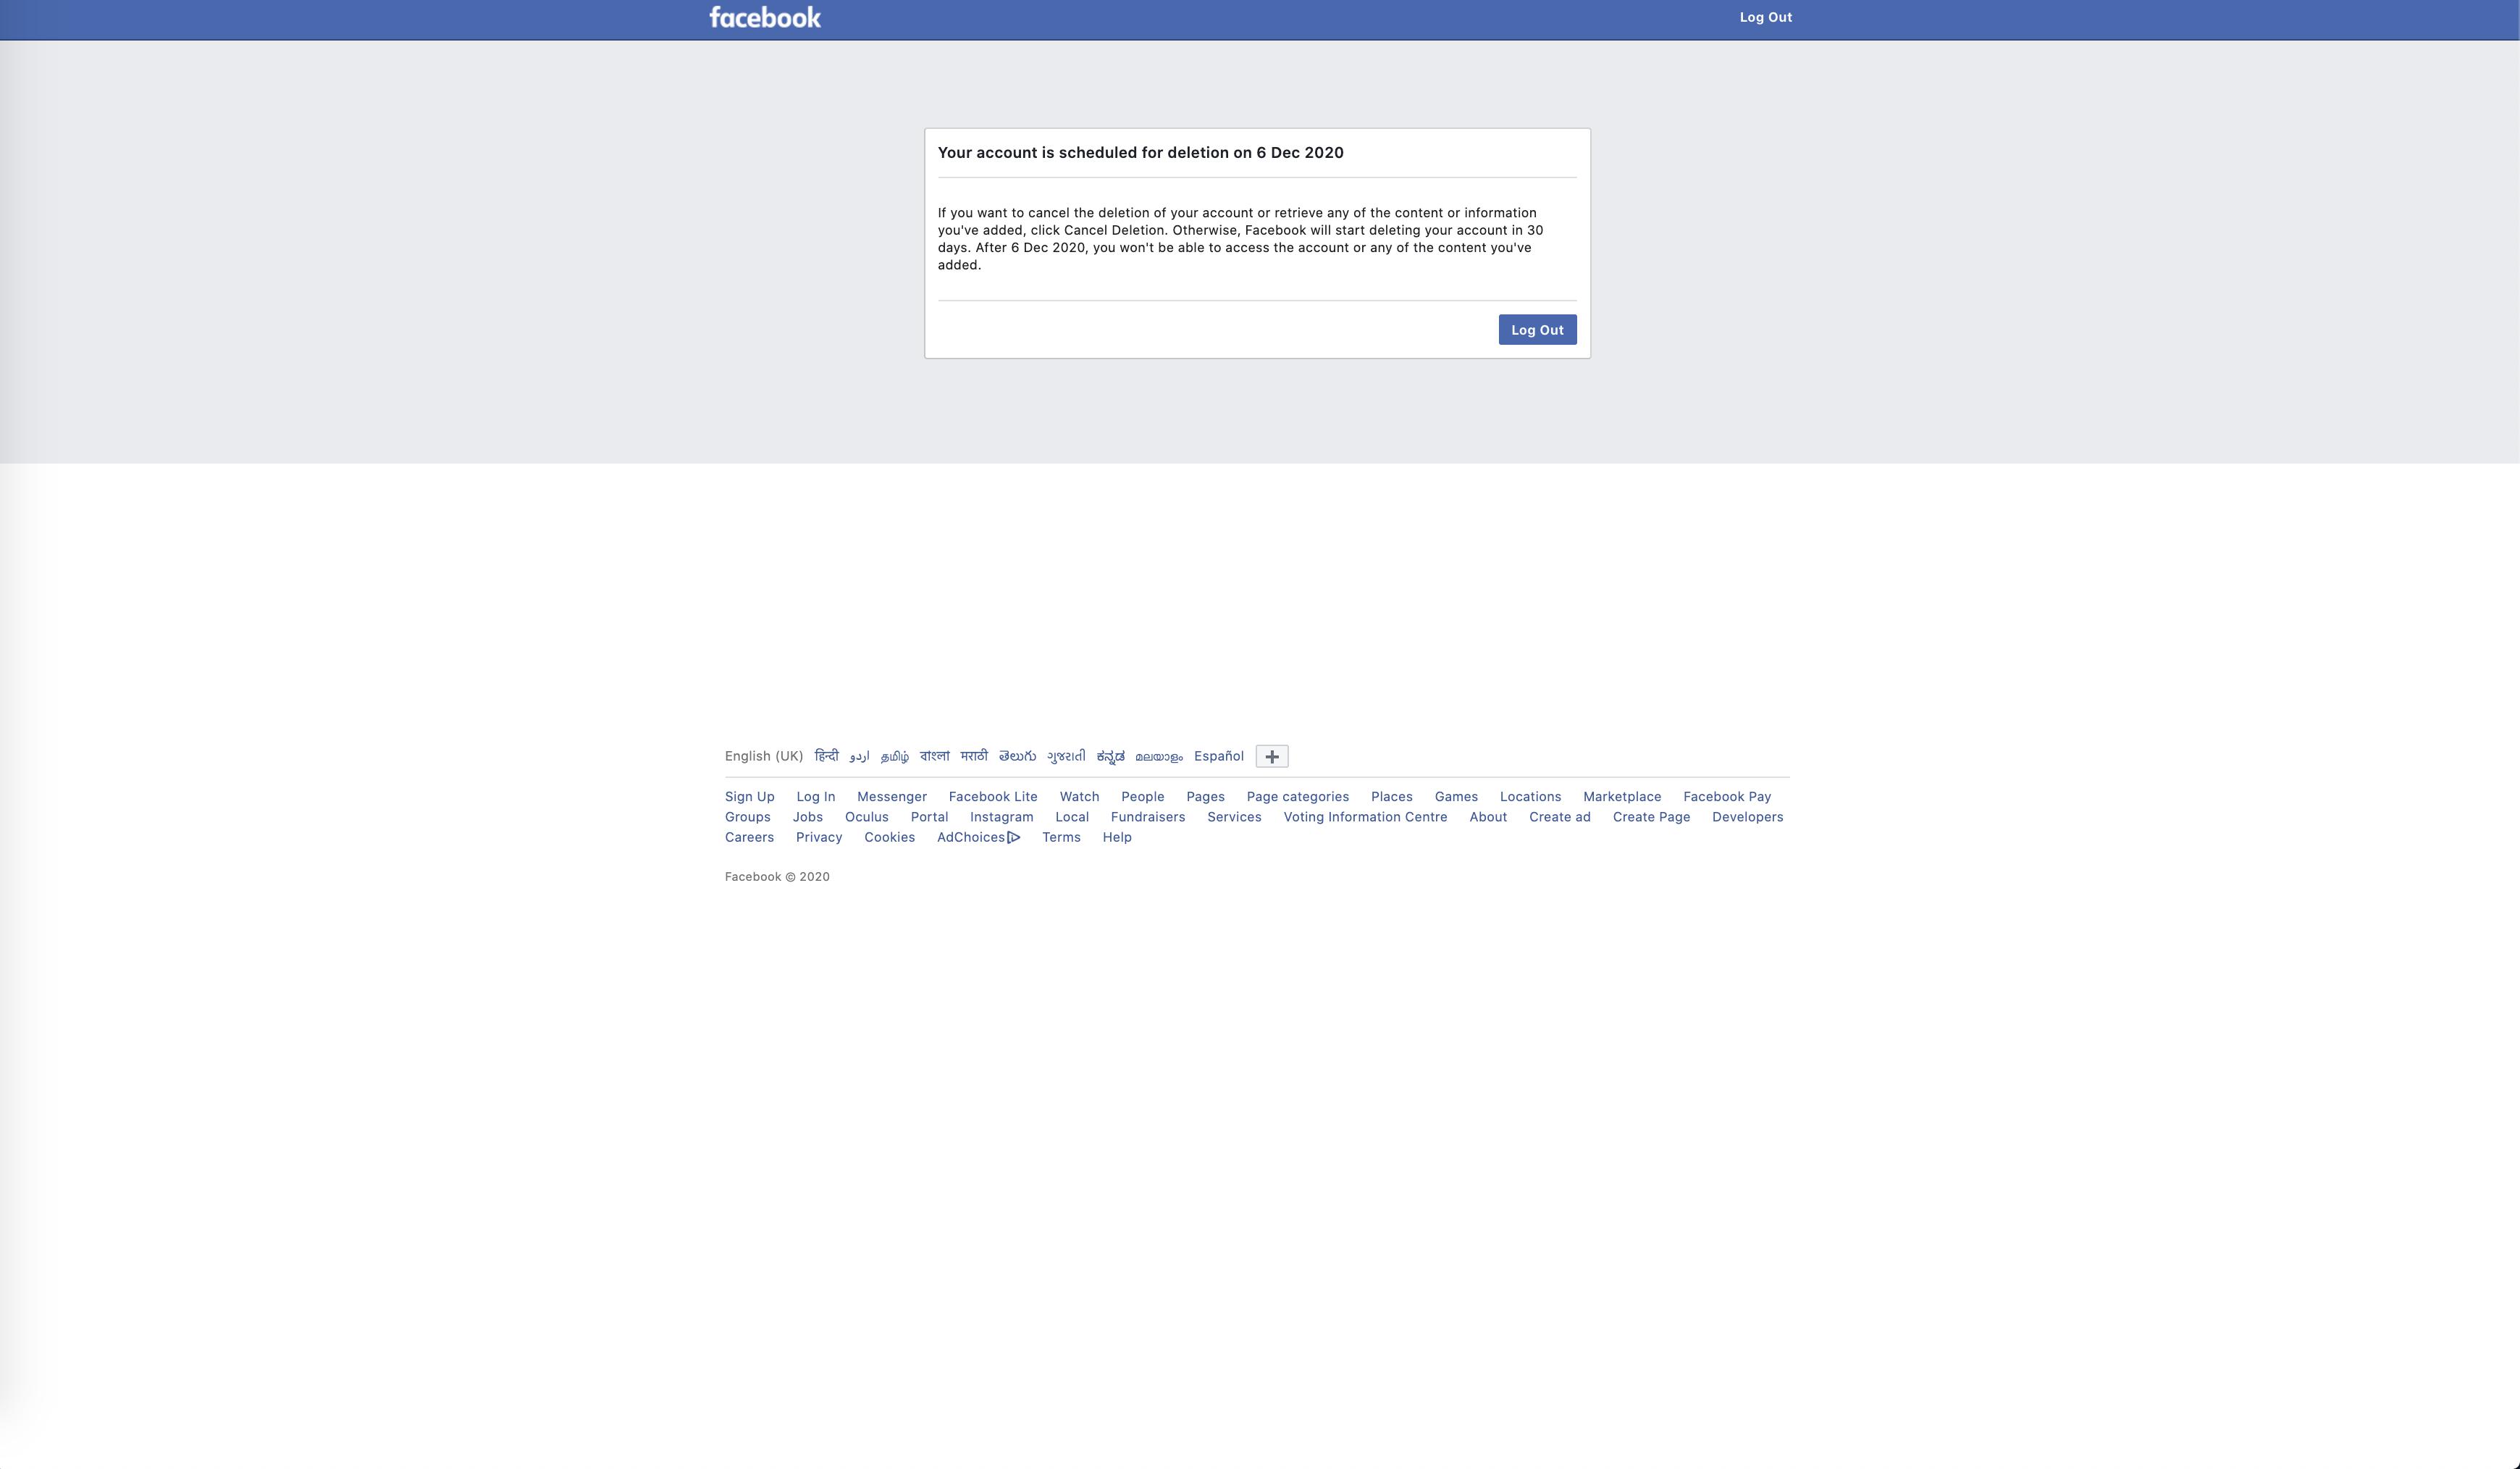 facebook
Log Out
Your account is scheduled for deletion on 6 Dec 2020
If you want to cancel the deletion of your account or retrieve any of the content or information
you've added, click Cancel Deletion. Otherwise, Facebook will start deleting your account in 30
days. After 6 Dec 2020, you won't be able to access the account or any of the content you've
added.
Log Out
English (UK) हिन्दी اردو தமிழ் বাংলা मराठी తెలుగు ગુજરાતી ಕನ್ನಡ മലയാളം Español
Sign Up Log In Messenger Facebook Lite Watch People Pages Page categories Places Games Locations Marketplace Facebook Pay
Groups Jobs Oculus Portal Instagram Local Fundraisers Services Voting Information Centre About Create ad Create Page Developers
Careers Privacy Cookies AdChoices Terms Help
Facebook © 2020